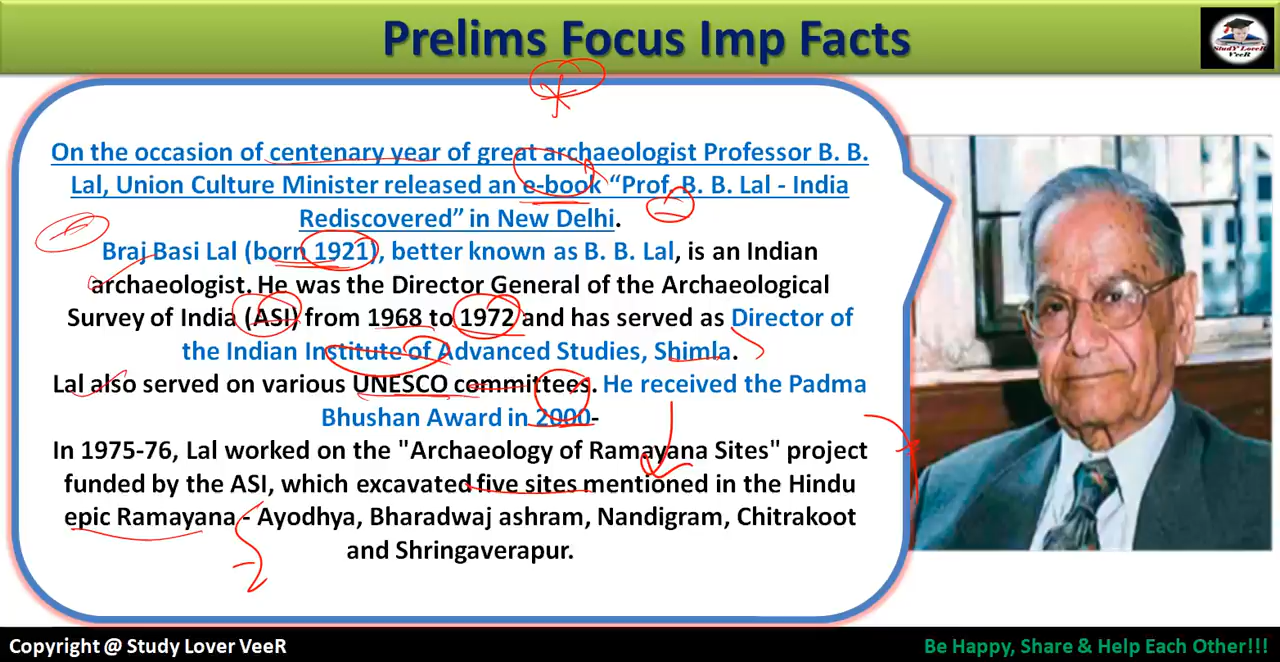 Prelims Focus Imp Facts
StudY LoveR
VeeR
On the occasion of centenary year of great archaeologist Professor B. B.
Lal, Union Culture Minister released an e-book “Prof. B. B. Lal - India
Rediscovered” in New Delhi.
Braj Basi Lal (born 1921), better known as B. B. Lal, is an Indian
archaeologist. He was the Director General of the Archaeological
Survey of India (ASI) from 1968 to 1972 and has served as Director of
the Indian Institute of Advanced Studies, Shimla.
Lal also served on various UNESCO committees. He received the Padma
Bhushan Award in 2000-
In 1975-76, Lal worked on the "Archaeology of Ramayana Sites" project
funded by the ASI, which excavated five sites mentioned in the Hindu
epic Ramayana - Ayodhya, Bharadwaj ashram, Nandigram, Chitrakoot
and Shringaverapur.
Copyright @ Study Lover VeeR
Be Happy, Share & Help Each Other!!!